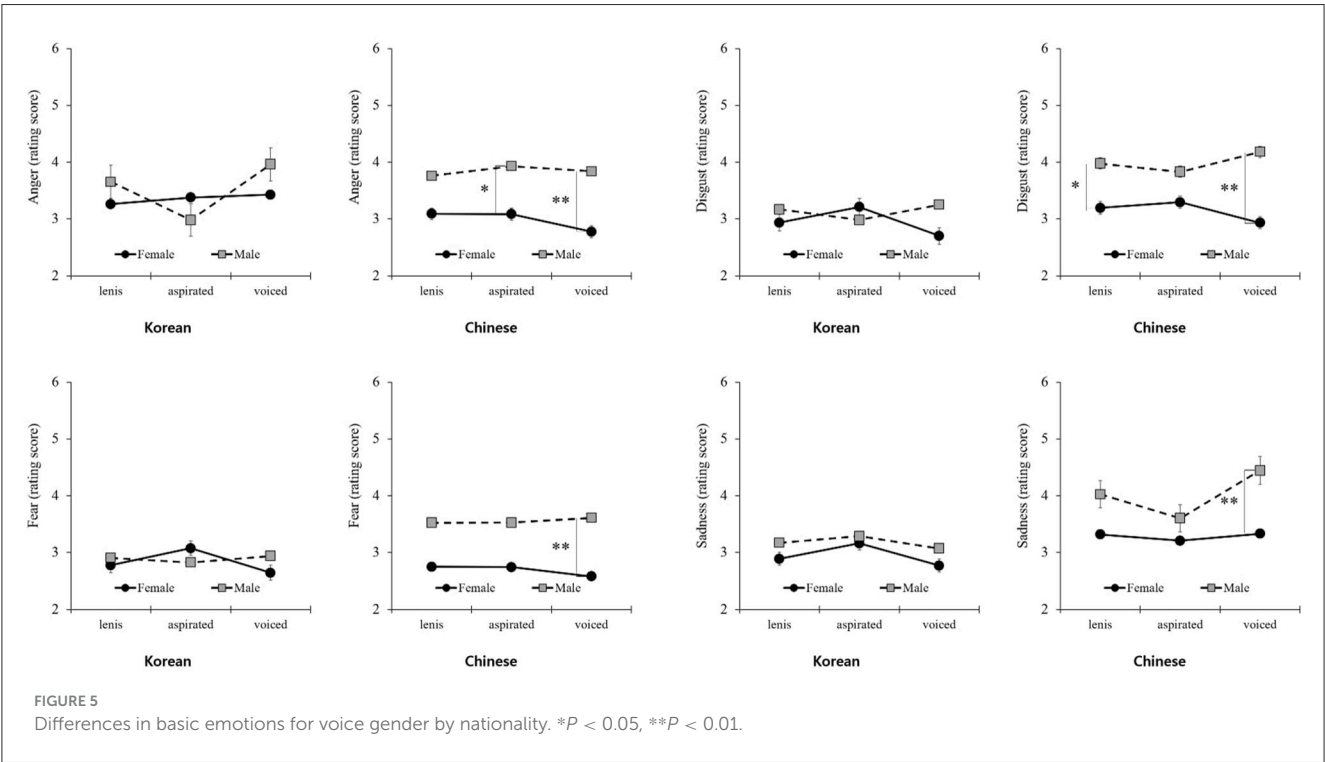 Anger (rating score)
6
5
4
3
2
Female
Male
lenis
aspirated
voiced
Korean
Anger (rating score)
6
5
4
3
2
*
**
Female
Male
lenis
aspirated
voiced
Chinese
Disgust (rating score)
6
5
4
3
2
Female
Male
lenis
aspirated
voiced
Korean
Disgust (rating score)
6
5
4
3
2
*
**
Female
Male
lenis
aspirated
voiced
Chinese
Fear (rating score)
6
5
4
3
2
Female
Male
lenis
aspirated
voiced
Korean
Fear (rating score)
6
5
4
3
2
**
Female
Male
lenis
aspirated
voiced
Chinese
Sadness (rating score)
6
5
4
3
2
Female
Male
lenis
aspirated
voiced
Korean
Sadness (rating score)
6
5
4
3
2
**
Female
Male
lenis
aspirated
voiced
Chinese
FIGURE 5
Differences in basic emotions for voice gender by nationality. *P < 0.05, **P < 0.01.